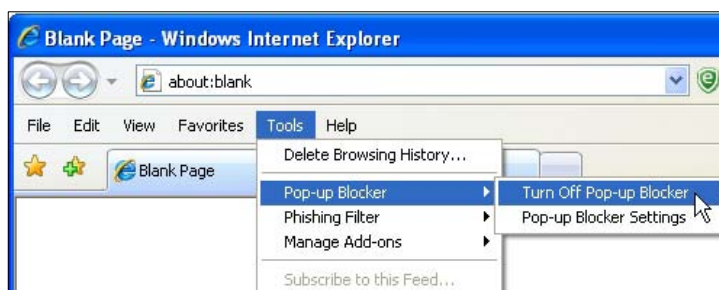 Blank Page - Windows Internet Explorer
about:blank
File Edit View Favorites Tools Help
Delete Browsing History...
Blank Page
Pop-up Blocker Turn Off Pop-up Blocker
Phishing Filter Pop-up Blocker Settings
Manage Add-ons
Subscribe to this Feed...